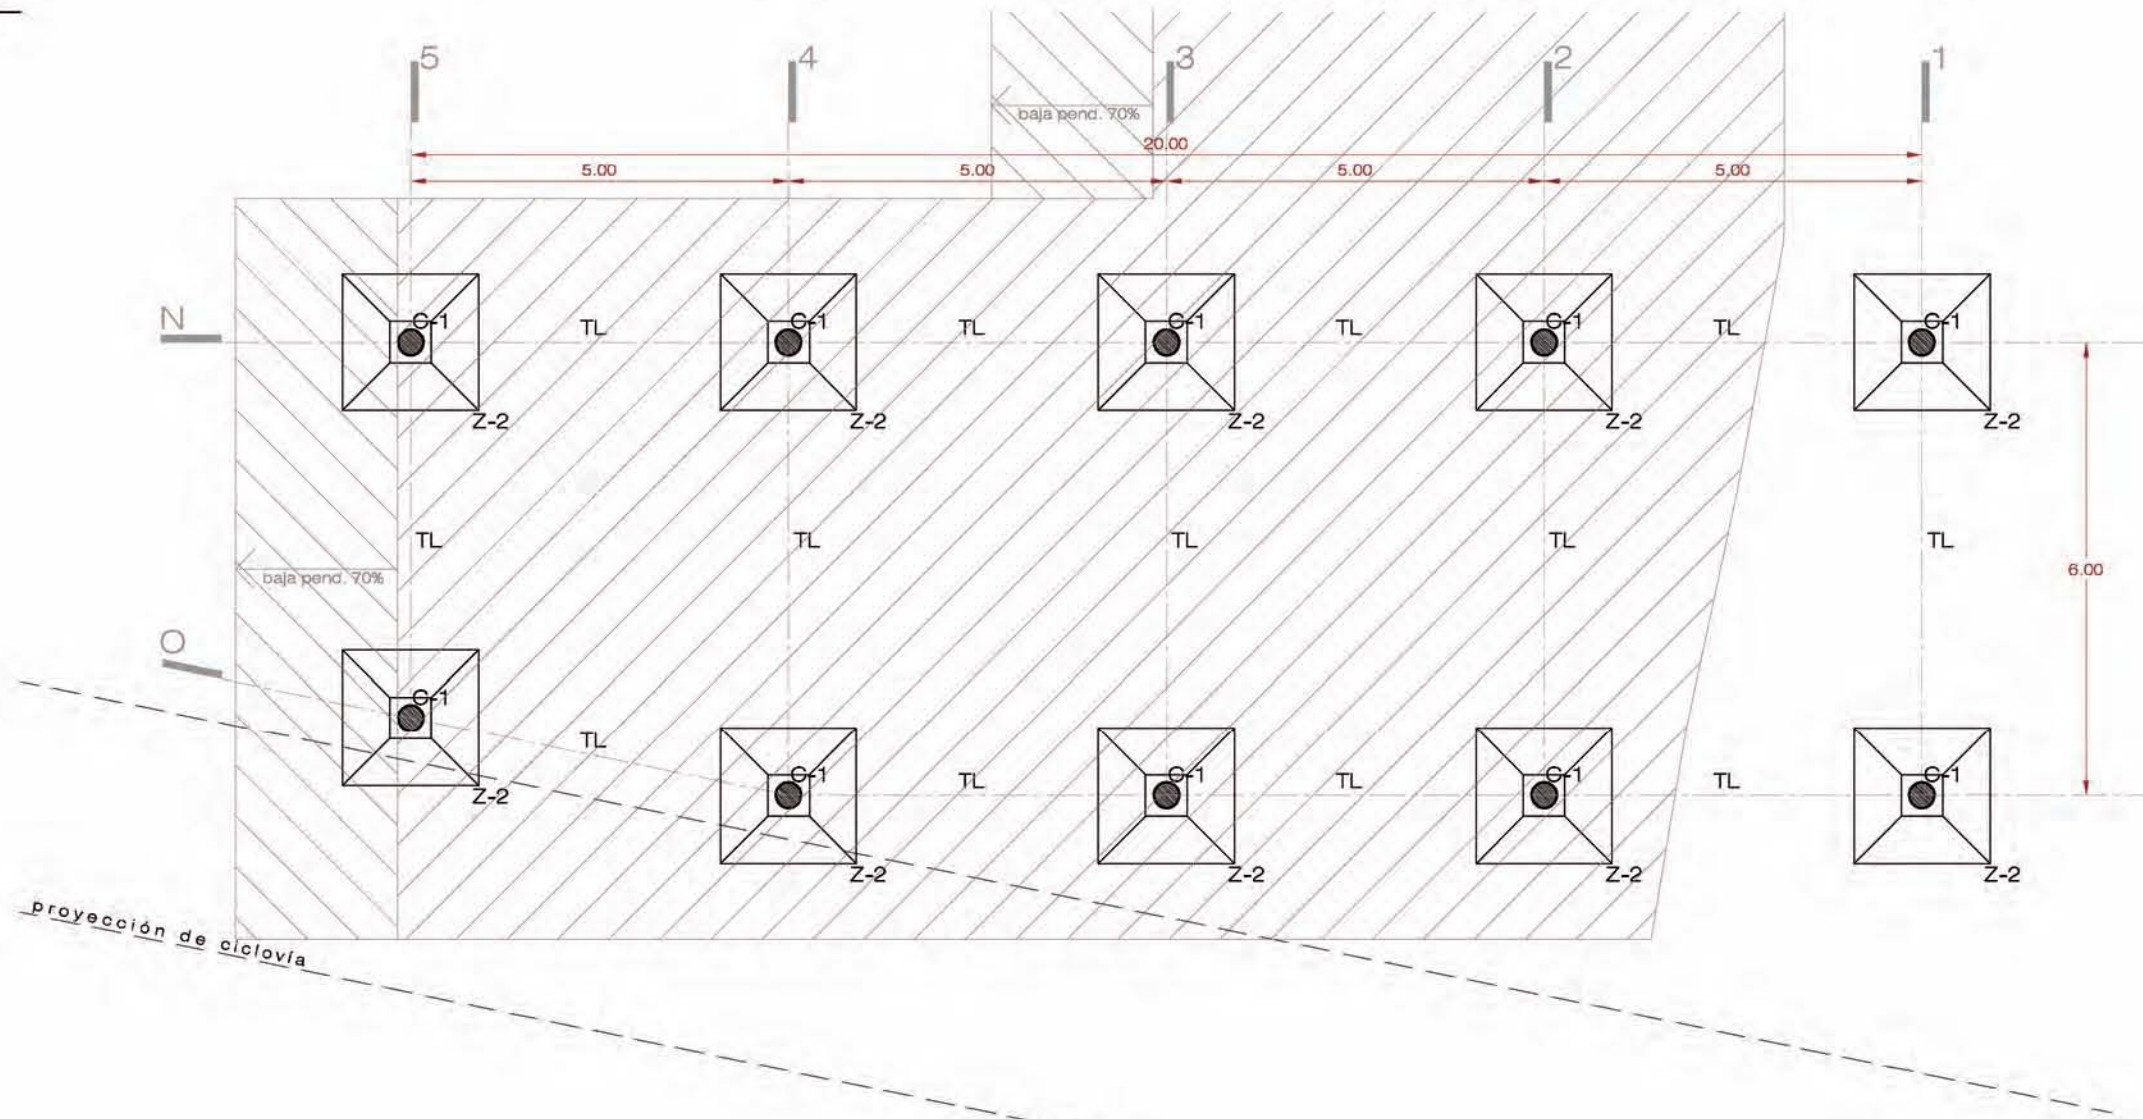 5 4 3 2 1
baja pend. 70%
20.00
5.00 5.00 5.00 5.00
N
C-1 C-1 C-1 C-1 C-1
TL TL TL TL
Z-2 Z-2 Z-2 Z-2 Z-2
TL TL TL TL TL
6.00
baja pend. 70%
O
C-1
TL
C-1 C-1 C-1 C-1
TL TL TL
Z-2
Z-2 Z-2 Z-2 Z-2
proyección de ciclovía